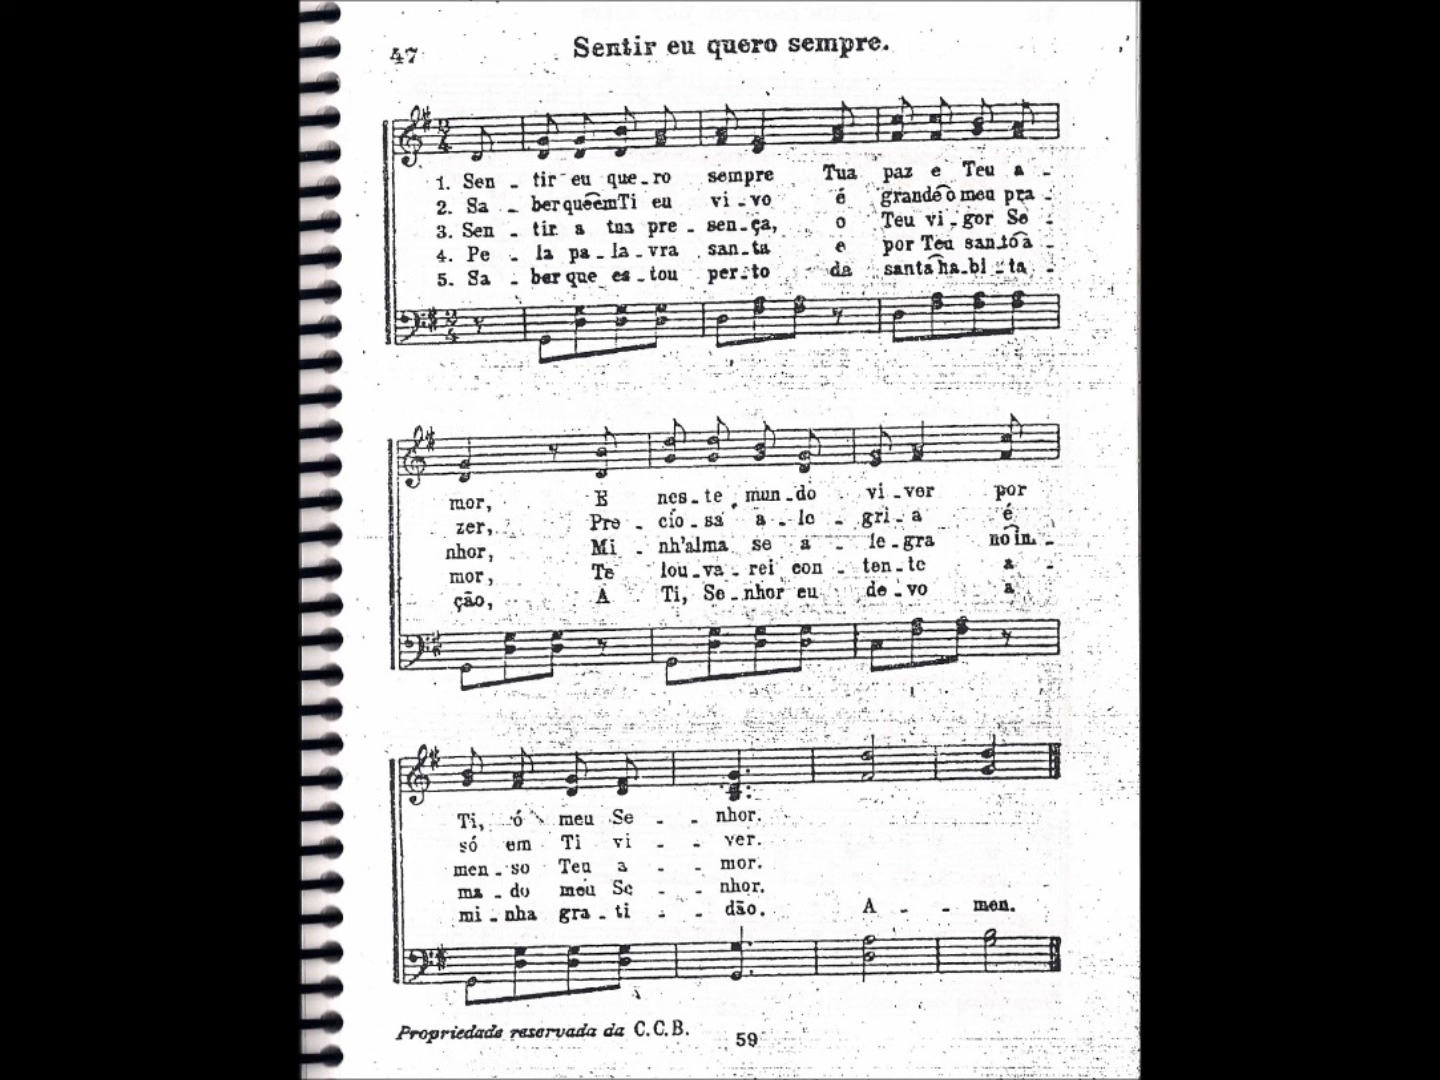 47
Sentir eu quero sempre.
1. Sen - tir eu que-ro sempre Tua paz e Teu a -
2. Sa - ber que em Ti eu vi-vo é grande o meu pra -
3. Sen - tir a tua pre - sen-ça, o Teu vi-gor Se -
4. Pe - la pa-la-vra san-ta e por Teu santo a -
5. Sa - ber que es-tou per-to da santa ha-bi-ta -
mor, E nes-te mun-do vi-ver por
zer, Pre - cio-sa a-le - gri-a é
nhor, Mi - nh'alma se a - le-gra no im -
mor, Te lou-va-rei con - ten-te a -
ção, A Ti, Se-nhor eu de-vo a
Ti, ó meu Se - - nhor.
só em Ti vi - - ver.
men-so Teu a - - mor.
ma-do meu Se - - nhor.
mi-nha gra-ti - - dão. A - - men.
Propriedade reservada da C.C.B.
59